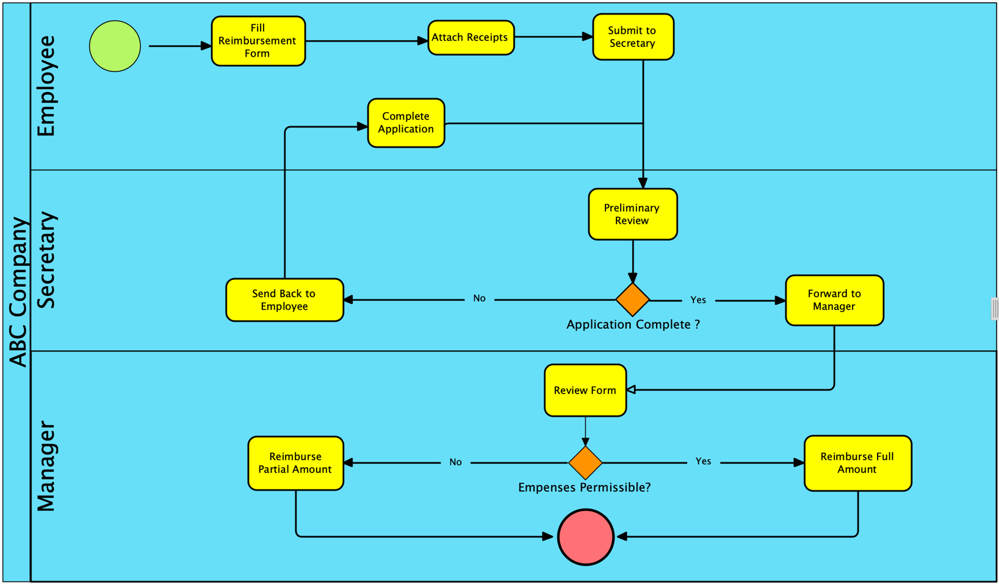 ABC Company
Employee
Fill
Reimbursement
Form
Attach Receipts
Submit to
Secretary
Complete
Application
Secretary
Preliminary
Review
Send Back to
Employee
No
Yes
Forward to
Manager
Application Complete ?
Manager
Review Form
Reimburse
Partial Amount
No
Yes
Reimburse Full
Amount
Empenses Permissible?